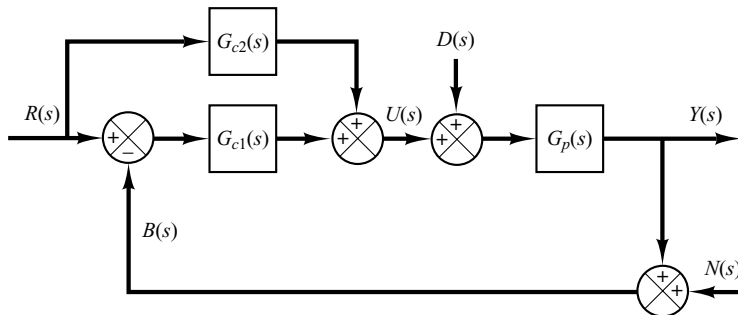 G_{c2}(s)
D(s)
R(s)
+
−
G_{c1}(s)
+
+
U(s)
+
+
G_p(s)
Y(s)
B(s)
+
+
N(s)